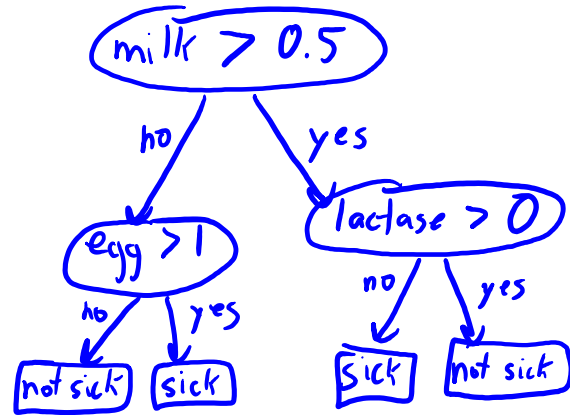 milk > 0.5
no yes
egg > 1 lactase > 0
no yes no yes
not sick sick sick not sick